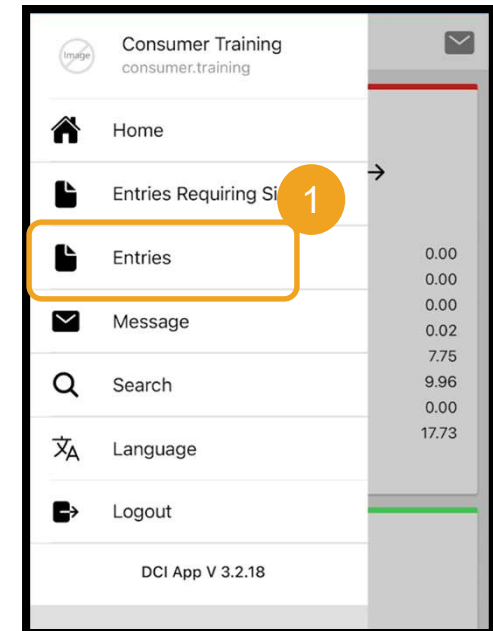 Image
Consumer Training
consumer.training
Home
Entries Requiring Si
1
Entries
Message
Search
Language
Logout
DCI App V 3.2.18
0.00
0.00
0.00
0.02
7.75
9.96
0.00
17.73